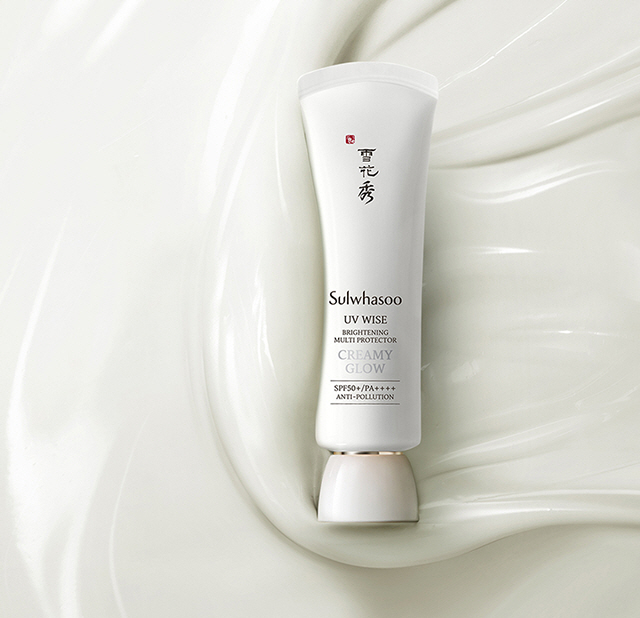 雪
花
秀
Sulwhasoo
UV WISE
BRIGHTENING
MULTI PROTECTOR
CREAMY
GLOW
SPF50+/PA++++
ANTI-POLLUTION